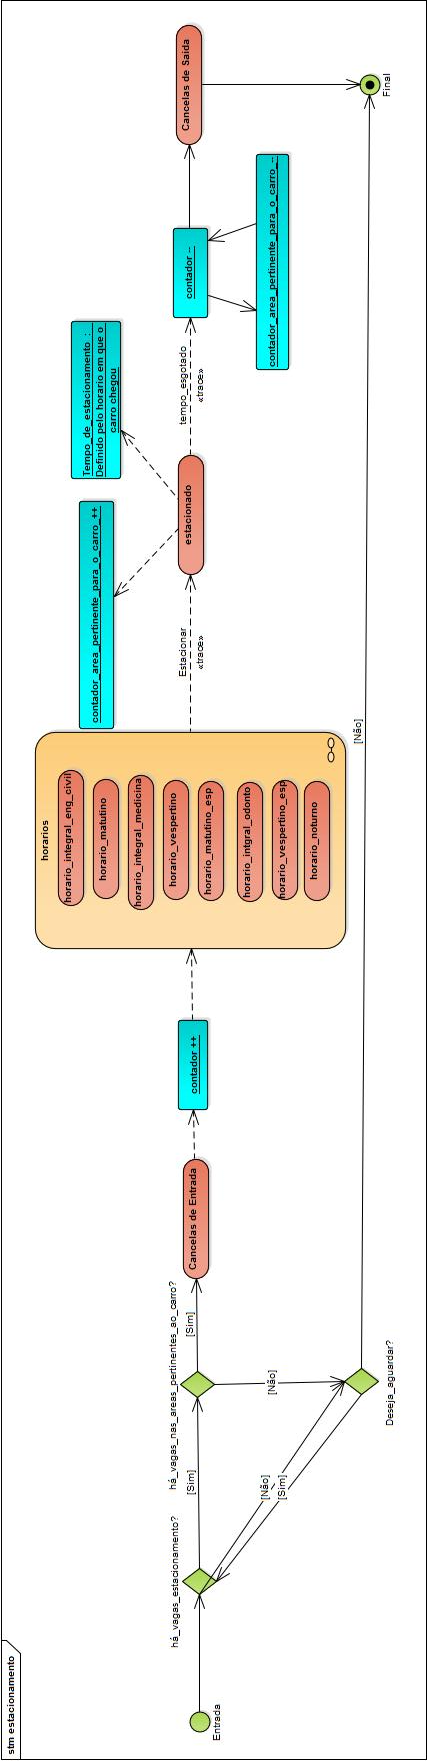 stm estacionamento
Entrada
há_vagas_estacionamento?
[Sim]
[Não]
[Sim]
há_vagas_nas_areas_pertinentes_ao_carro?
[Sim]
[Não]
Deseja_aguardar?
[Não]
Cancelas de Entrada
contador ++
horarios
horario_integral_eng_civil
horario_matutino
horario_integral_medicina
horario_vespertino
horario_matutino_esp
horario_intgral_odonto
horario_vespertino_esp
horario_noturno
Estacionar
«trace»
estacionado
contador_area_pertinente_para_o_carro_++
Tempo_de_estacionamento :
Definido pelo horario em que o
carro chegou
tempo_esgotado
«trace»
contador --
contador_area_pertinente_para_o_carro_--
Cancelas de Saida
Final